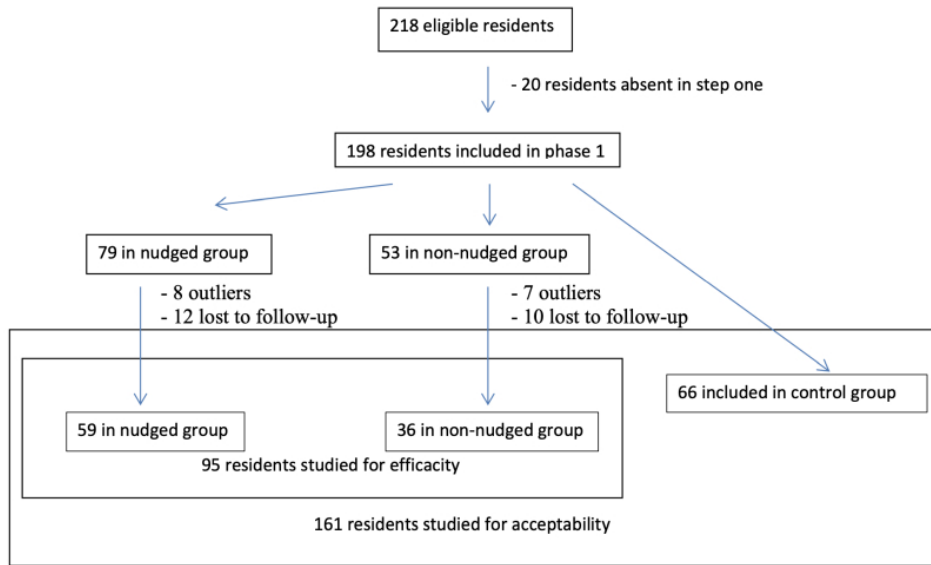 218 eligible residents
- 20 residents absent in step one
198 residents included in phase 1
79 in nudged group
53 in non-nudged group
- 8 outliers
- 12 lost to follow-up
- 7 outliers
- 10 lost to follow-up
66 included in control group
59 in nudged group
36 in non-nudged group
95 residents studied for efficacity
161 residents studied for acceptability